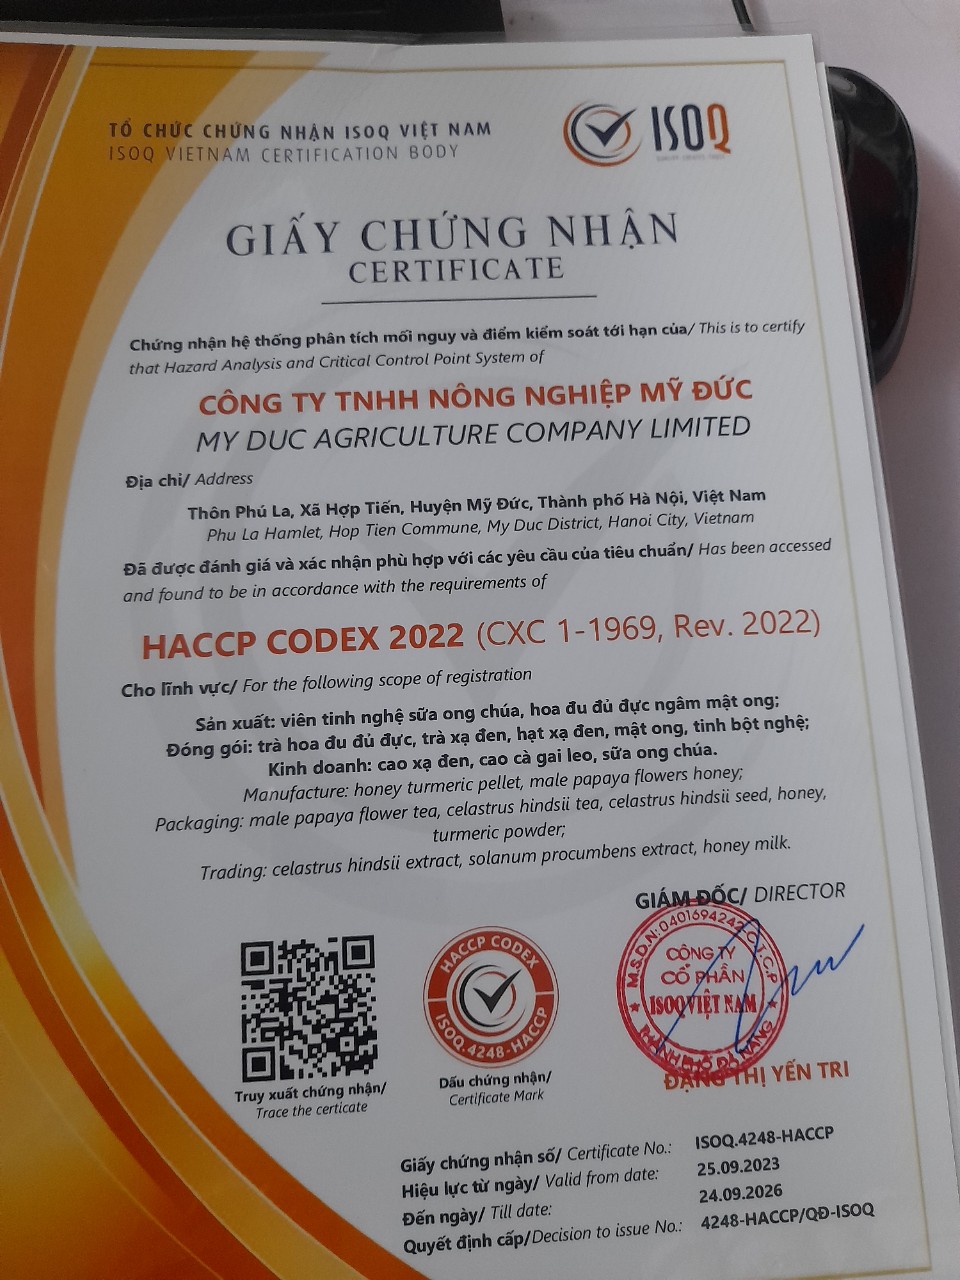 TỔ CHỨC CHỨNG NHẬN ISOQ VIỆT NAM
ISOQ VIETNAM CERTIFICATION BODY
ISOQ
GIẤY CHỨNG NHẬN
CERTIFICATE
Chứng nhận hệ thống phân tích mối nguy và điểm kiểm soát tới hạn của/ This is to certify
that Hazard Analysis and Critical Control Point System of
CÔNG TY TNHH NÔNG NGHIỆP MỸ ĐỨC
MY DUC AGRICULTURE COMPANY LIMITED
Địa chỉ/ Address
Thôn Phú La, Xã Hợp Tiến, Huyện Mỹ Đức, Thành phố Hà Nội, Việt Nam
Phu La Hamlet, Hop Tien Commune, My Duc District, Hanoi City, Vietnam
Đã được đánh giá và xác nhận phù hợp với các yêu cầu của tiêu chuẩn/ Has been accessed
and found to be in accordance with the requirements of
HACCP CODEX 2022 (CXC 1-1969, Rev. 2022)
Cho lĩnh vực/ For the following scope of registration
Sản xuất: viên tinh nghệ sữa ong chúa, hoa đu đủ đực ngâm mật ong;
Đóng gói: trà hoa đu đủ đực, trà xạ đen, hạt xạ đen, mật ong, tinh bột nghệ;
Kinh doanh: cao xạ đen, cao cà gai leo, sữa ong chúa.
Manufacture: honey turmeric pellet, male papaya flowers honey;
Packaging: male papaya flower tea, celastrus hindsii tea, celastrus hindsii seed, honey,
turmeric powder;
Trading: celastrus hindsii extract, solanum procumbens extract, honey milk.
GIÁM ĐỐC/ DIRECTOR
M.S.D.N:0401694242-C.T.C.P
CÔNG TY
CỔ PHẦN
ISOQ VIỆT NAM
THÀNH PHỐ ĐÀ NẴNG
ĐẶNG THỊ YẾN TRI
HACCP CODEX
ISOQ.4248-HACCP
Truy xuất chứng nhận/
Trace the certicate
Dấu chứng nhận/
Certificate Mark
Giấy chứng nhận số/ Certificate No.: ISOQ.4248-HACCP
Hiệu lực từ ngày/ Valid from date: 25.09.2023
Đến ngày/ Till date: 24.09.2026
Quyết định cấp/Decision to issue No.: 4248-HACCP/QĐ-ISOQ